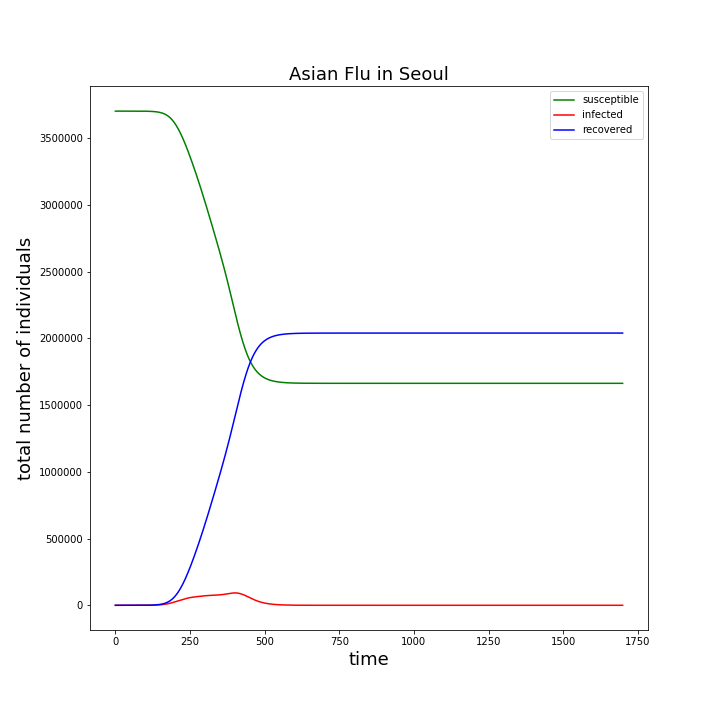 Asian Flu in Seoul
susceptible
infected
recovered
3500000
3000000
2500000
2000000
1500000
1000000
500000
0
total number of individuals
0 250 500 750 1000 1250 1500 1750
time